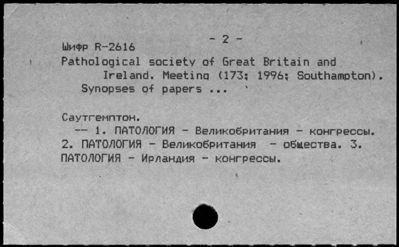 - 2 -
Шифр R-2616
Pathological society of Great Britain and
Ireland. Meeting (173; 1996; Southampton).
Synopses of papers ...
Саутгемптон.
-- 1. ПАТОЛОГИЯ - Великобритания - конгрессы.
2. ПАТОЛОГИЯ - Великобритания - общества. 3.
ПАТОЛОГИЯ - Ирландия - конгрессы.